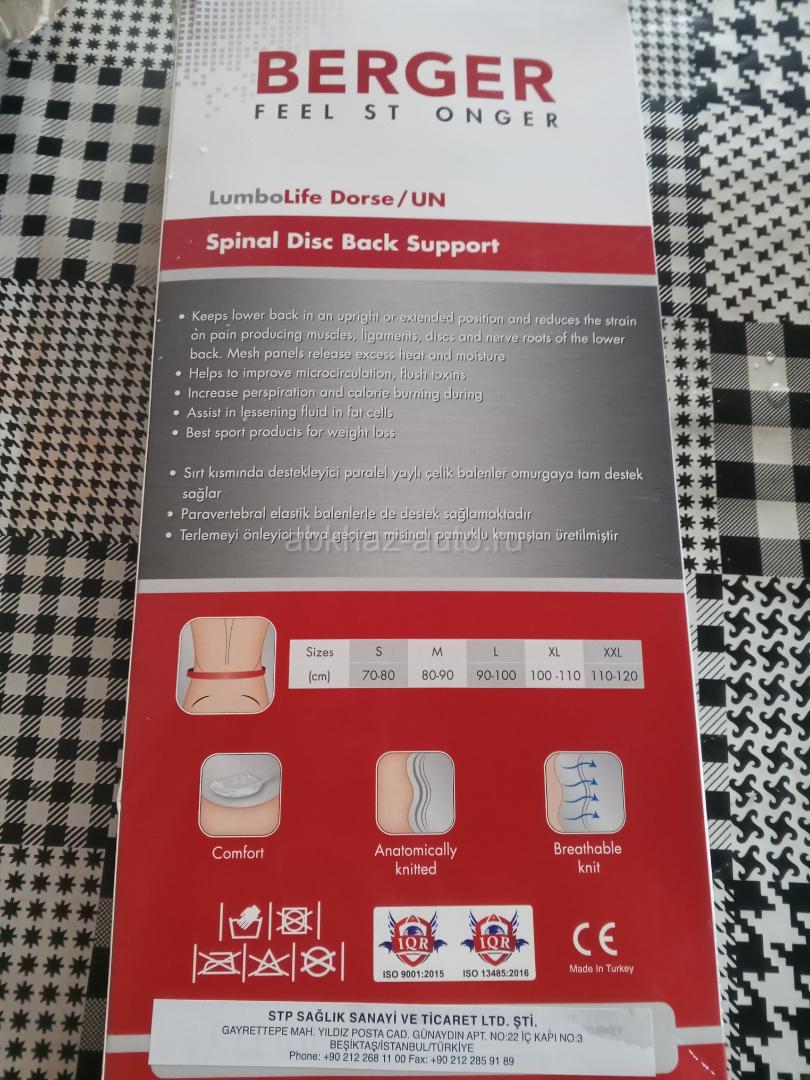 BERGER
FEEL ST ONGER
LumboLife Dorse/UN
Spinal Disc Back Support
• Keeps lower back in an upright or extended position and reduces the strain
on pain producing muscles, ligaments, discs and nerve roots of the lower
back. Mesh panels release excess heat and moisture
• Helps to improve microcirculation, flush toxins
• Increase perspiration and calorie burning during
• Assist in lessening fluid in fat cells
• Best sport products for weight loss
• Sırt kısmında destekleyici paralel yaylı çelik balenler omurgaya tam destek
sağlar
• Paravertebral elastik balenlerle de destek sağlamaktadır
• Terlemeyi önleyici hava geçiren misinalı pamuklu kumaştan üretilmiştir
abkhaz-auto.ru
Sizes S M L XL XXL
(cm) 70-80 80-90 90-100 100-110 110-120
Comfort
Anatomically
knitted
Breathable
knit
IQR IQR
ISO 9001:2015 ISO 13485:2016
CE
Made In Turkey
STP SAĞLIK SANAYİ VE TİCARET LTD. ŞTİ.
GAYRETTEPE MAH. YILDIZ POSTA CAD. GÜNAYDIN APT. NO:22 İÇ KAPI NO:3
BEŞİKTAŞ/İSTANBUL/TÜRKİYE
Phone: +90 212 268 11 00 Fax: +90 212 285 91 89